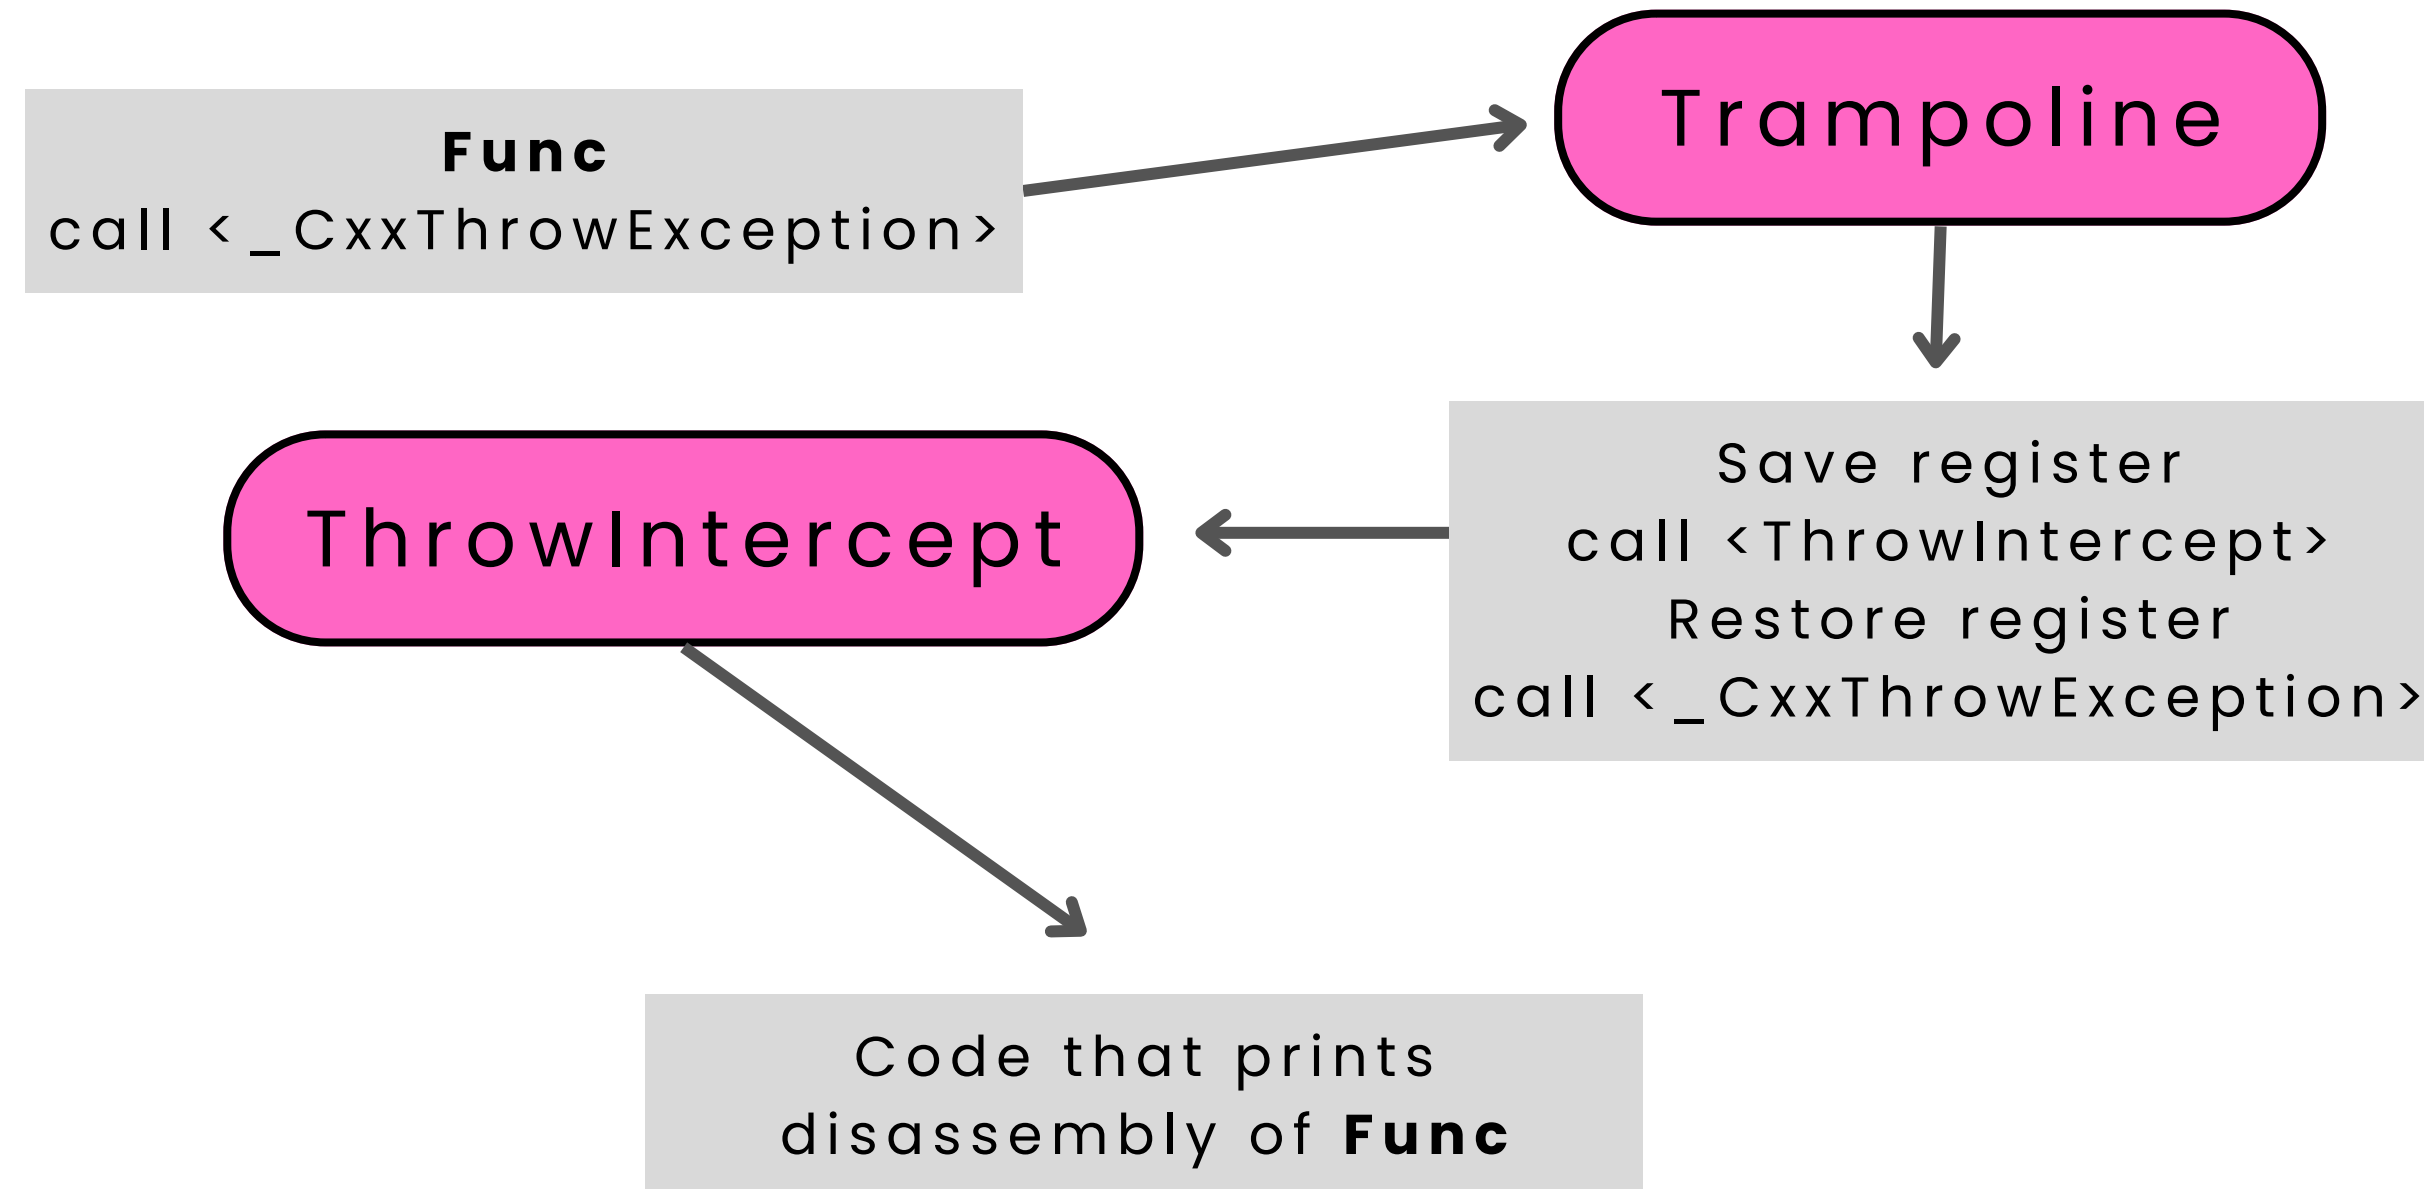 Func
call <_CxxThrowException>
Trampoline
Save register
call <ThrowIntercept>
Restore register
call <_CxxThrowException>
ThrowIntercept
Code that prints
disassembly of Func